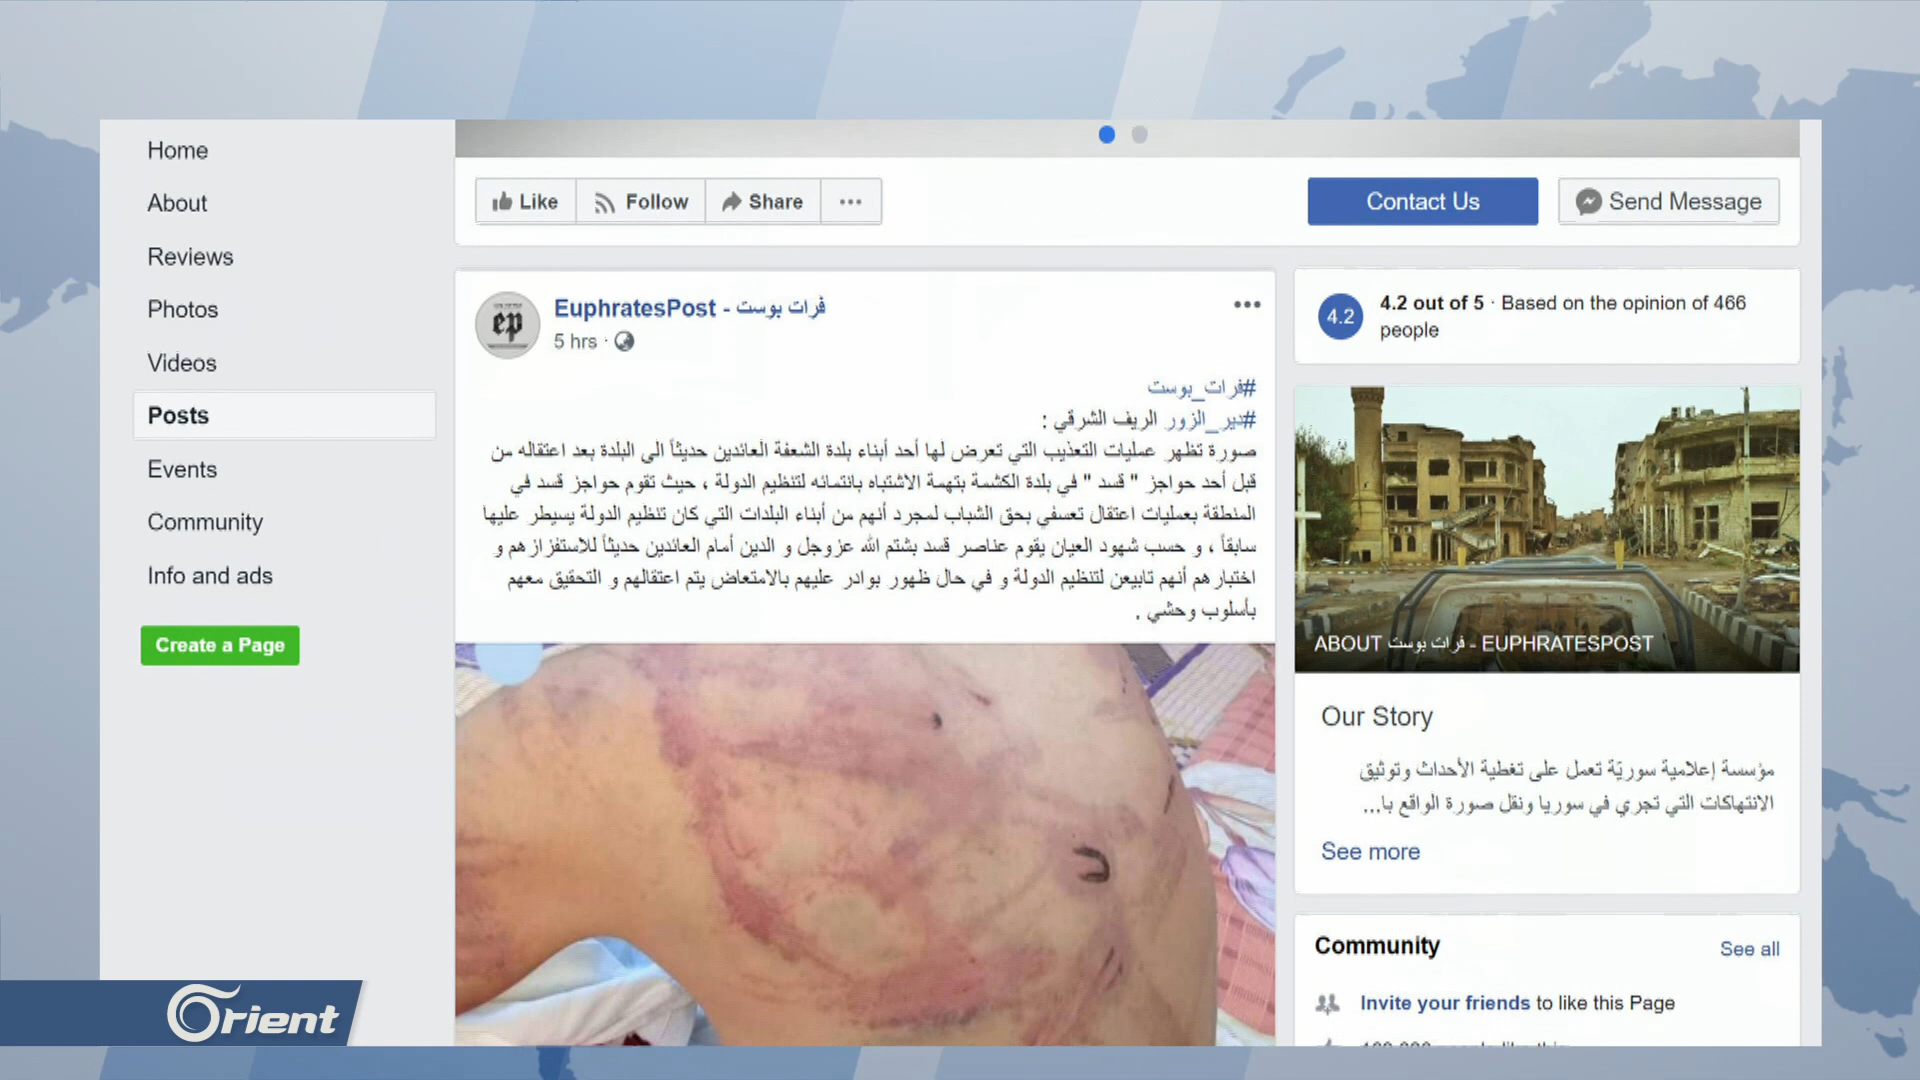 Home
About
Reviews
Photos
Videos
Posts
Events
Community
Info and ads
Create a Page
Like
Follow
Share
Contact Us
Send Message
ep
EuphratesPost - فرات بوست
5 hrs ·
#فرات_بوست
#دير_الزور الريف الشرقي :
صورة تظهر عمليات التعذيب التي تعرض لها أحد أبناء بلدة الشعفة العائدين حديثاً الى البلدة بعد اعتقاله من
قبل أحد حواجز " قسد " في بلدة الكشمة بتهمة الاشتباه بانتمائه لتنظيم الدولة ، حيث تقوم حواجز قسد في
المنطقة بعمليات اعتقال تعسفي بحق الشباب لمجرد أنهم من أبناء البلدات التي كان تنظيم الدولة يسيطر عليها
سابقاً ، و حسب شهود العيان يقوم عناصر قسد بشتم الله عزوجل و الدين أمام العائدين حديثاً للاستفزازهم و
اختبارهم أنهم تابيعن لتنظيم الدولة و في حال ظهور بوادر عليهم بالامتعاض يتم اعتقالهم و التحقيق معهم
بأسلوب وحشي .
4.2
4.2 out of 5 · Based on the opinion of 466
people
ABOUT فرات بوست - EUPHRATESPOST
Our Story
مؤسسة إعلامية سوريّة تعمل على تغطية الأحداث وتوثيق
الانتهاكات التي تجري في سوريا ونقل صورة الواقع با...
See more
Community
See all
Invite your friends to like this Page
Orient